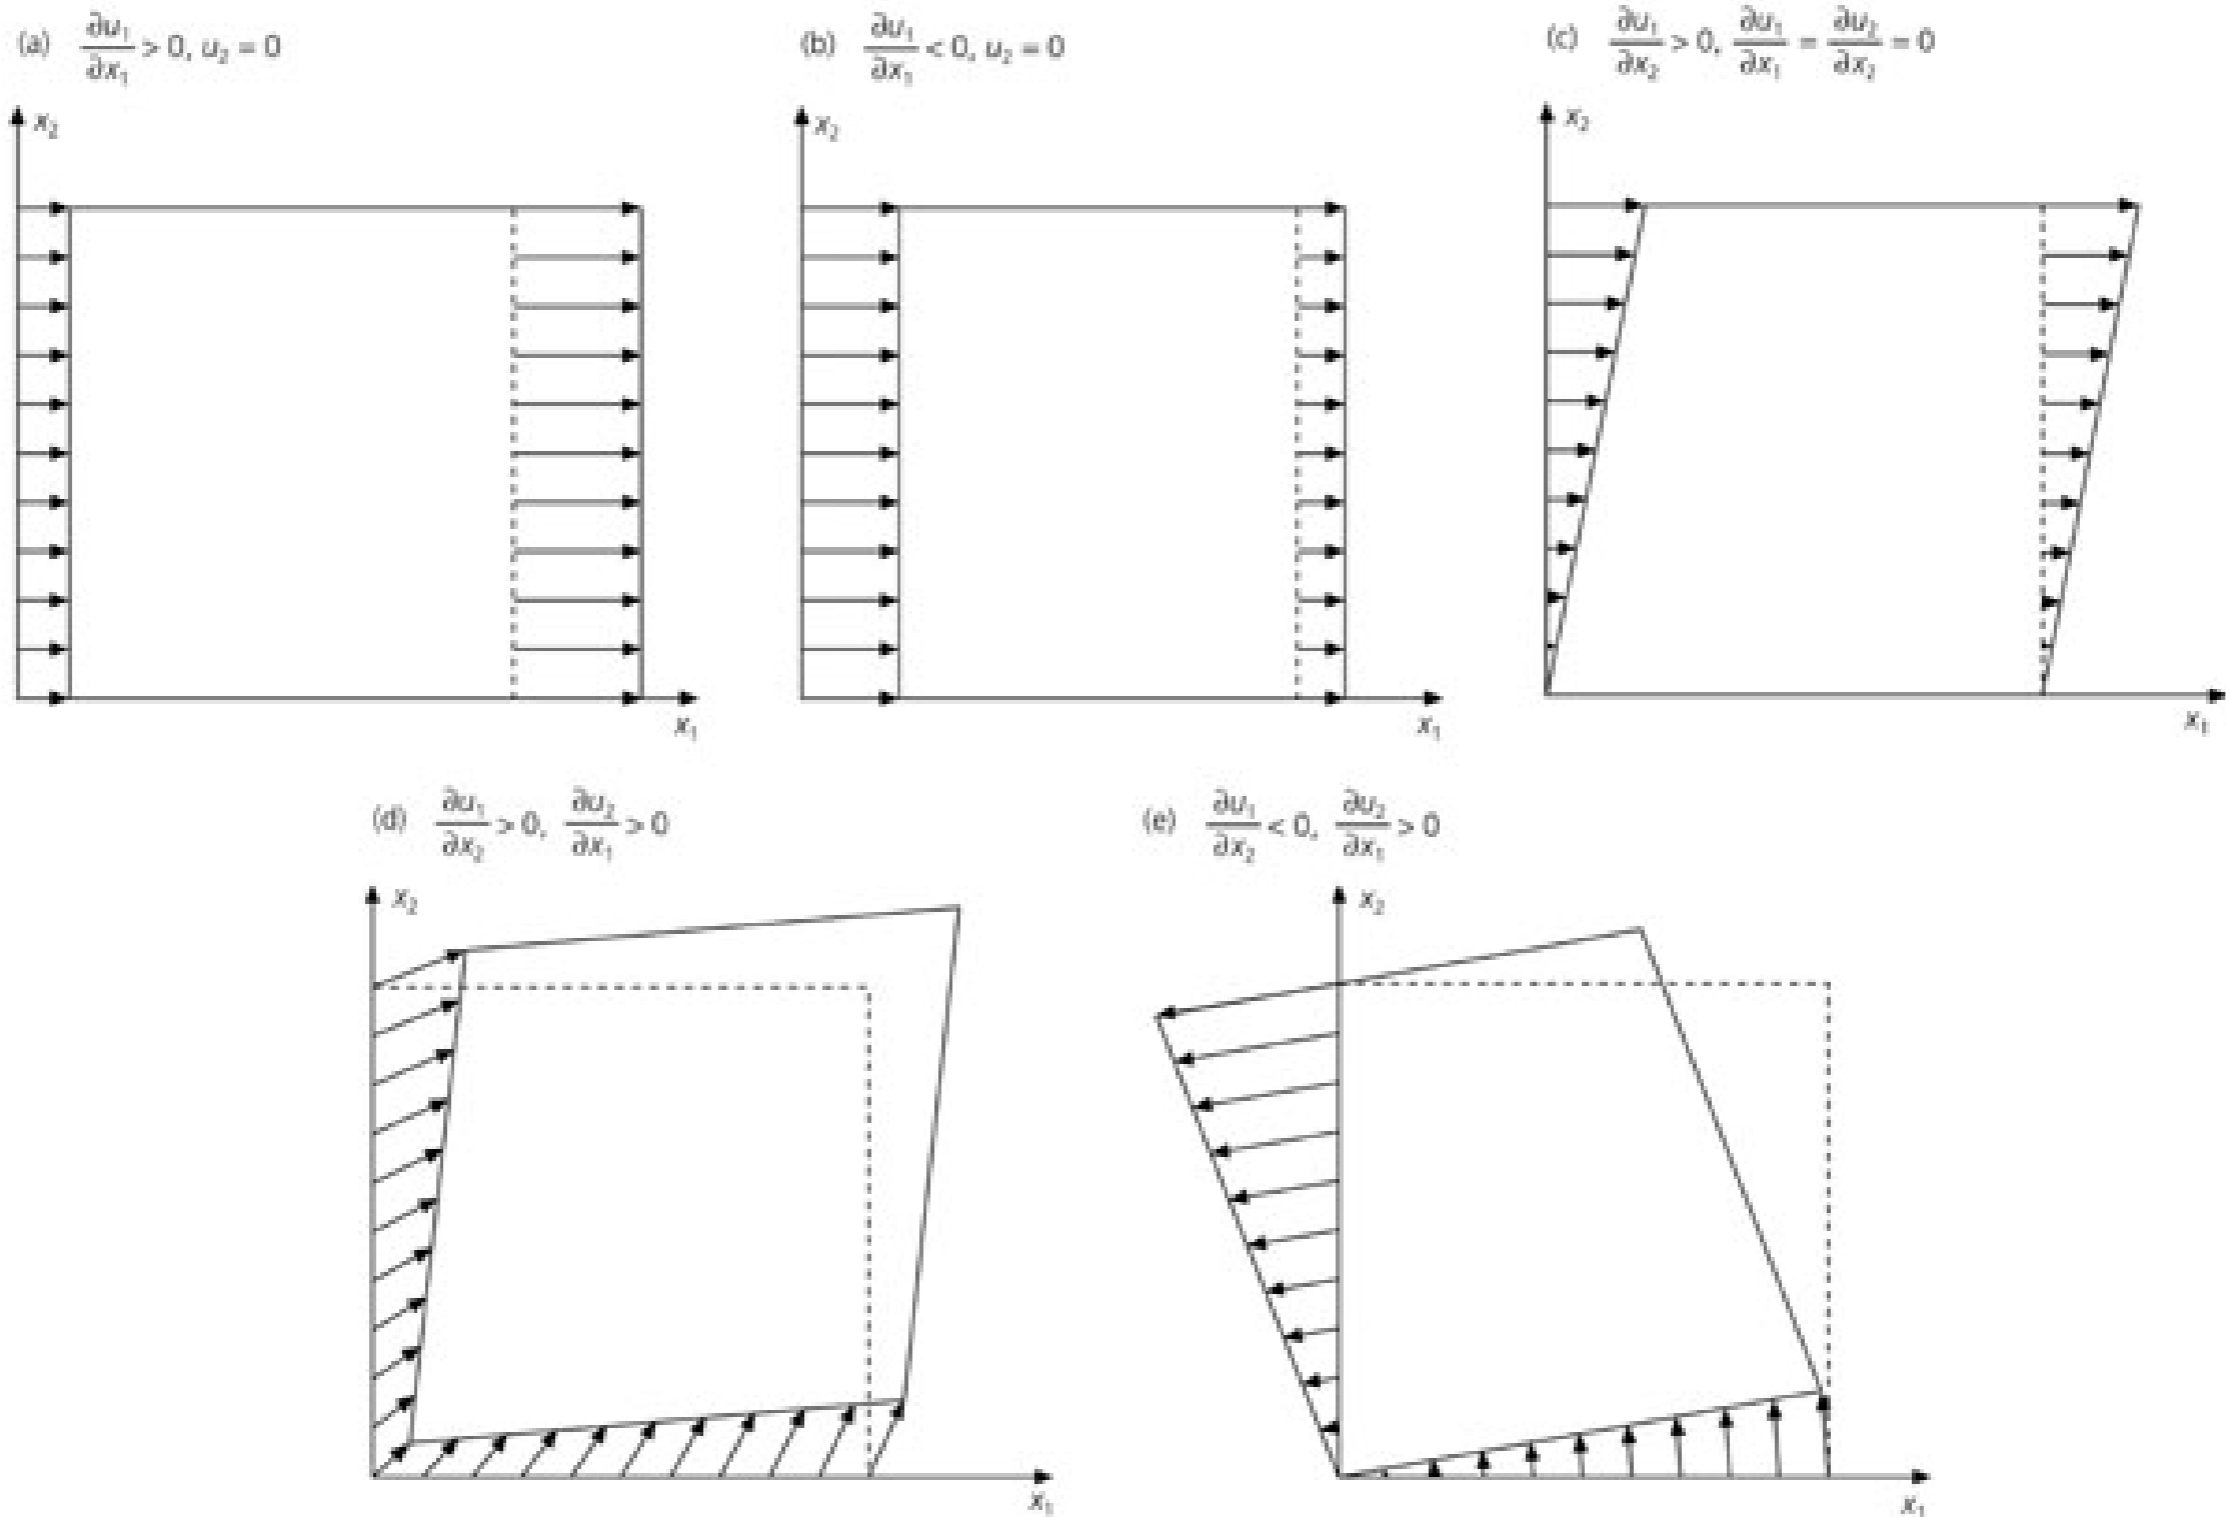 (a) ∂u₁/∂x₁ > 0, u₂ = 0
(b) ∂u₁/∂x₁ < 0, u₂ = 0
(c) ∂u₁/∂x₂ > 0, ∂u₁/∂x₁ = ∂u₂/∂x₂ = 0
x₂
x₂
x₂
x₁
x₁
x₁
(d) ∂u₁/∂x₂ > 0, ∂u₂/∂x₁ > 0
(e) ∂u₁/∂x₂ < 0, ∂u₂/∂x₁ > 0
x₂
x₂
x₁
x₁